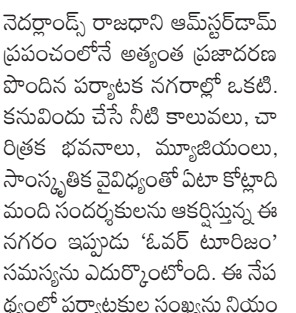 నెదర్లాండ్స్ రాజధాని ఆమ్‌స్టర్‌డామ్
ప్రపంచంలోనే అత్యంత ప్రజాదరణ
పొందిన పర్యాటక నగరాల్లో ఒకటి.
కనువిందు చేసే నీటి కాలువలు, చా
రిత్రక భవనాలు, మ్యూజియంలు,
సాంస్కృతిక వైవిధ్యంతో ఏటా కోట్లాది
మంది సందర్శకులను ఆకర్షిస్తున్న ఈ
నగరం ఇప్పుడు ‘ఓవర్ టూరిజం’
సమస్యను ఎదుర్కొంటోంది. ఈ నేప
థ్యంలో పర్యాటకుల సంఖ్యను నియం